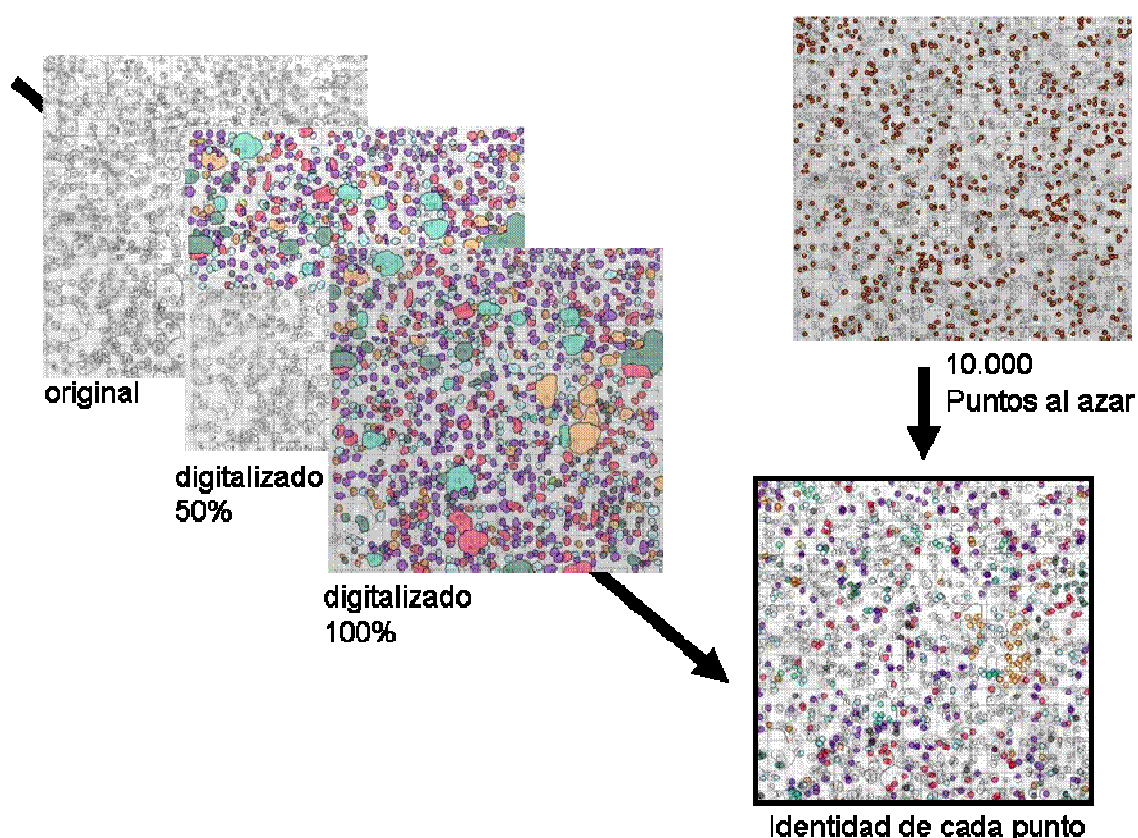 original
digitalizado
50%
digitalizado
100%
10.000
Puntos al azar
Identidad de cada punto